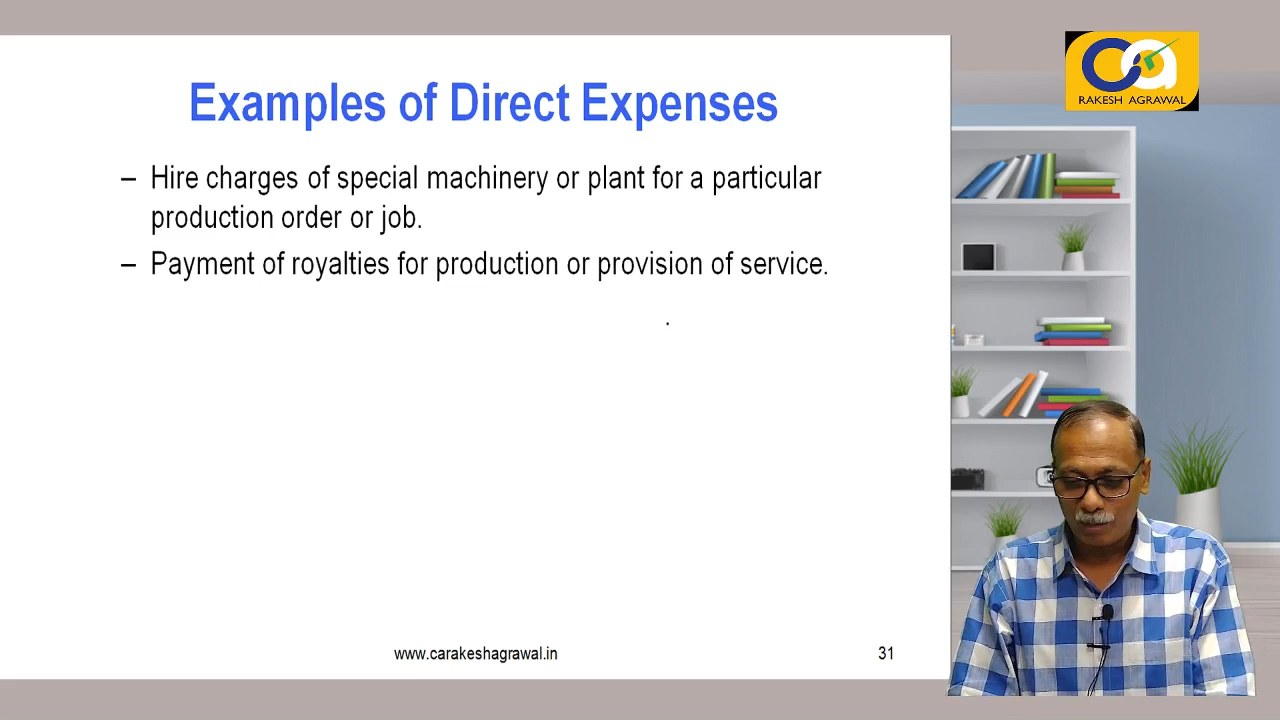 Examples of Direct Expenses
– Hire charges of special machinery or plant for a particular
production order or job.
– Payment of royalties for production or provision of service.
www.carakeshagrawal.in
31
ca
RAKESH AGRAWAL